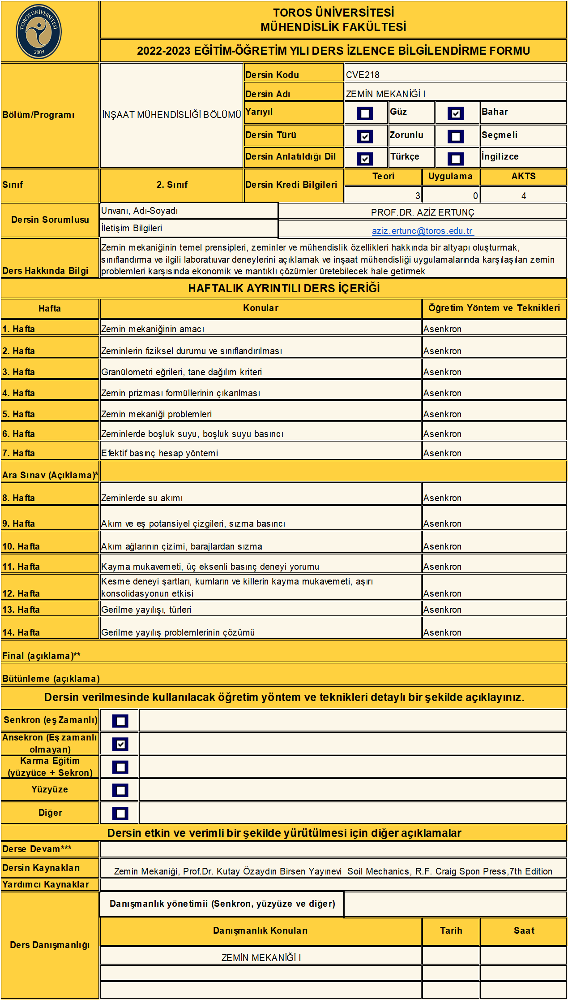 TOROS ÜNİVERSİTESİ
2009
TOROS ÜNİVERSİTESİ
MÜHENDİSLİK FAKÜLTESİ
2022-2023 EĞİTİM-ÖĞRETİM YILI DERS İZLENCE BİLGİLENDİRME FORMU
Bölüm/Programı
İNŞAAT MÜHENDİSLİĞİ BÖLÜMÜ
Dersin Kodu
CVE218
Dersin Adı
ZEMİN MEKANİĞİ I
Yarıyıl
Güz
Bahar
Dersin Türü
Zorunlu
Seçmeli
Dersin Anlatıldığı Dil
Türkçe
İngilizce
Sınıf
2. Sınıf
Dersin Kredi Bilgileri
Teori
Uygulama
AKTS
3
0
4
Dersin Sorumlusu
Unvanı, Adı-Soyadı
PROF.DR. AZİZ ERTUNÇ
İletişim Bilgileri
aziz.ertunc@toros.edu.tr
Ders Hakkında Bilgi
Zemin mekaniğinin temel prensipleri, zeminler ve mühendislik özellikleri hakkında bir altyapı oluşturmak,
sınıflandırma ve ilgili laboratıuvar deneylerini açıklamak ve inşaat mühendisliği uygulamalarında karşılaşılan zemin
problemleri karşısında ekonomik ve mantıklı çözümler üretebilecek hale getirmek
HAFTALIK AYRINTILI DERS İÇERİĞİ
Hafta
Konular
Öğretim Yöntem ve Teknikleri
1. Hafta
Zemin mekaniğinin amacı
Asenkron
2. Hafta
Zeminlerin fiziksel durumu ve sınıflandırılması
Asenkron
3. Hafta
Granülometri eğrileri, tane dağılım kriteri
Asenkron
4. Hafta
Zemin prizması formüllerinin çıkarılması
Asenkron
5. Hafta
Zemin mekaniği problemleri
Asenkron
6. Hafta
Zeminlerde boşluk suyu, boşluk suyu basıncı
Asenkron
7. Hafta
Efektif basınç hesap yöntemi
Asenkron
Ara Sınav (Açıklama)*
8. Hafta
Zeminlerde su akımı
Asenkron
9. Hafta
Akım ve eş potansiyel çizgileri, sızma basıncı
Asenkron
10. Hafta
Akım ağlarının çizimi, barajlardan sızma
Asenkron
11. Hafta
Kayma mukavemeti, üç eksenli basınç deneyi yorumu
Asenkron
12. Hafta
Kesme deneyi şartları, kumların ve killerin kayma mukavemeti, aşırı
konsolidasyonun etkisi
Asenkron
13. Hafta
Gerilme yayılışı, türleri
Asenkron
14. Hafta
Gerilme yayılış problemlerinin çözümü
Asenkron
Final (açıklama)**
Bütünleme (açıklama)
Dersin verilmesinde kullanılacak öğretim yöntem ve teknikleri detaylı bir şekilde açıklayınız.
Senkron (eş Zamanlı)
Ansekron (Eş zamanlı
olmayan)
Karma Eğitim
(yüzyüce + Sekron)
Yüzyüze
Diğer
Dersin etkin ve verimli bir şekilde yürütülmesi için diğer açıklamalar
Derse Devam***
Dersin Kaynakları
Zemin Mekaniği, Prof.Dr. Kutay Özaydın Birsen Yayınevi  Soil Mechanics, R.F. Craig Spon Press,7th Edition
Yardımcı Kaynaklar
Ders Danışmanlığı
Danışmanlık yönetimii (Senkron, yüzyüze ve diğer)
Danışmanlık Konuları
Tarih
Saat
ZEMİN MEKANİĞİ I